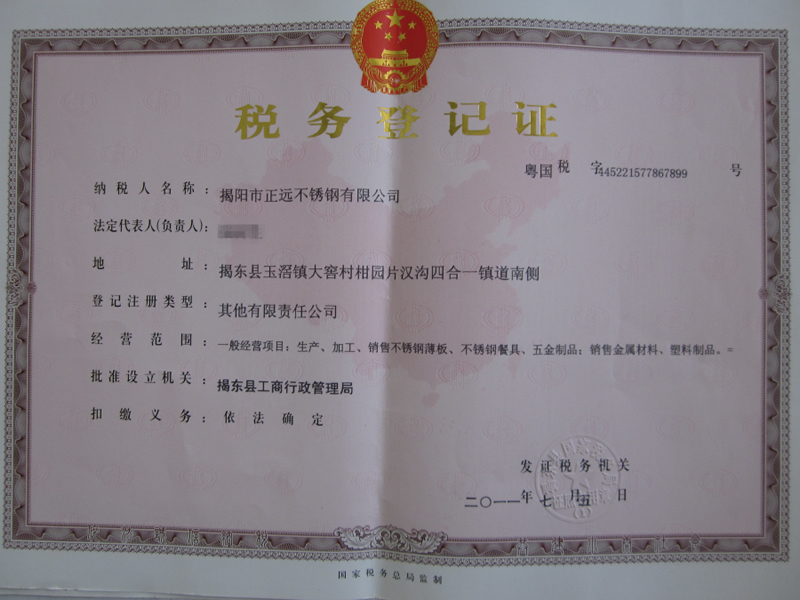 税务登记证
粤国税 字445221577867899 号
纳税人名称： 揭阳市正远不锈钢有限公司
法定代表人(负责人)：
地 址： 揭东县玉滘镇大窖村柑园片汉沟四合一镇道南侧
登记注册类型： 其他有限责任公司
经营范围： 一般经营项目：生产、加工、销售不锈钢薄板、不锈钢餐具、五金制品；销售金属材料、塑料制品。=
批准设立机关： 揭东县工商行政管理局
扣缴义务： 依法确定
发证税务机关
二〇一一年七月五日
国家税务总局监制